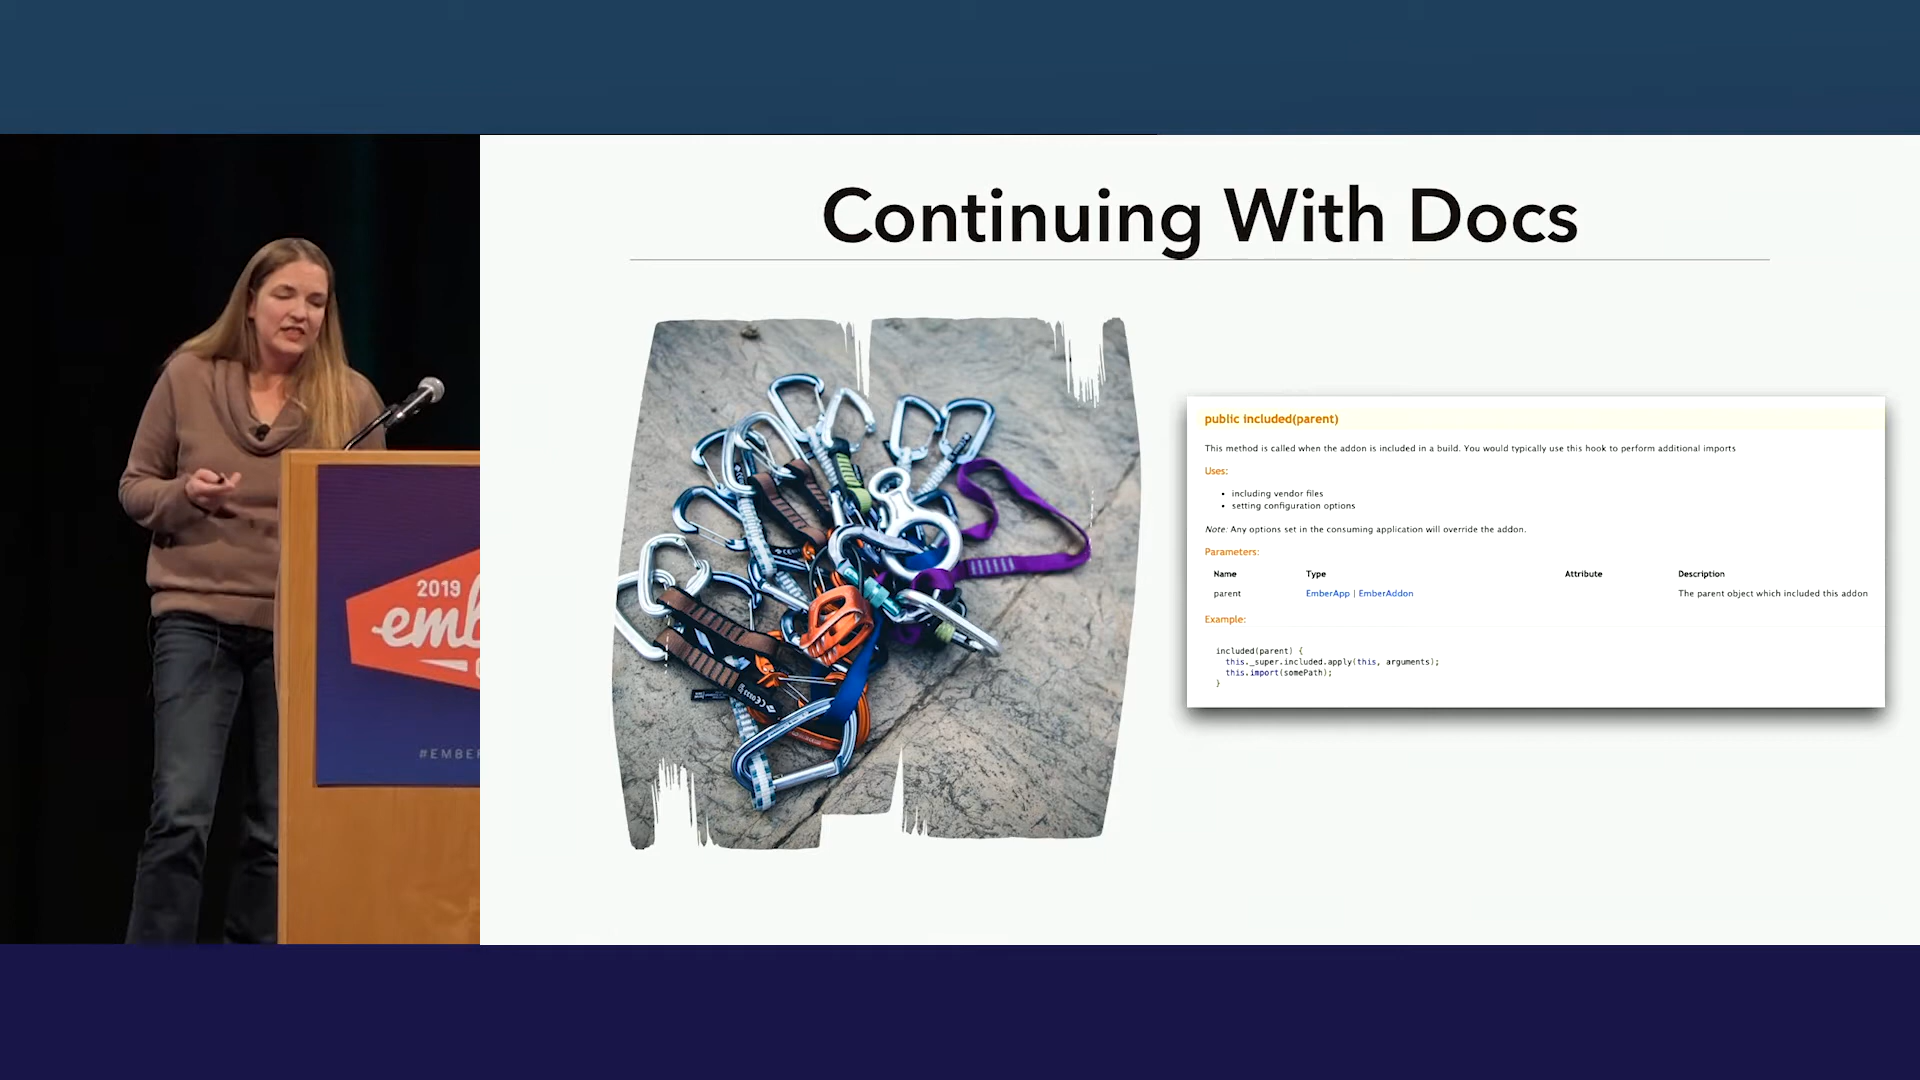 Continuing With Docs
public included(parent)
This method is called when the addon is included in a build. You would typically use this hook to perform additional imports
Uses:
• including vendor files
• setting configuration options
Note: Any options set in the consuming application will override the addon.
Parameters:
Name Type Attribute Description
parent EmberApp | EmberAddon The parent object which included this addon
Example:
included(parent) {
this._super.included.apply(this, arguments);
this.import(somePath);
}
2019
emb
#EMBER